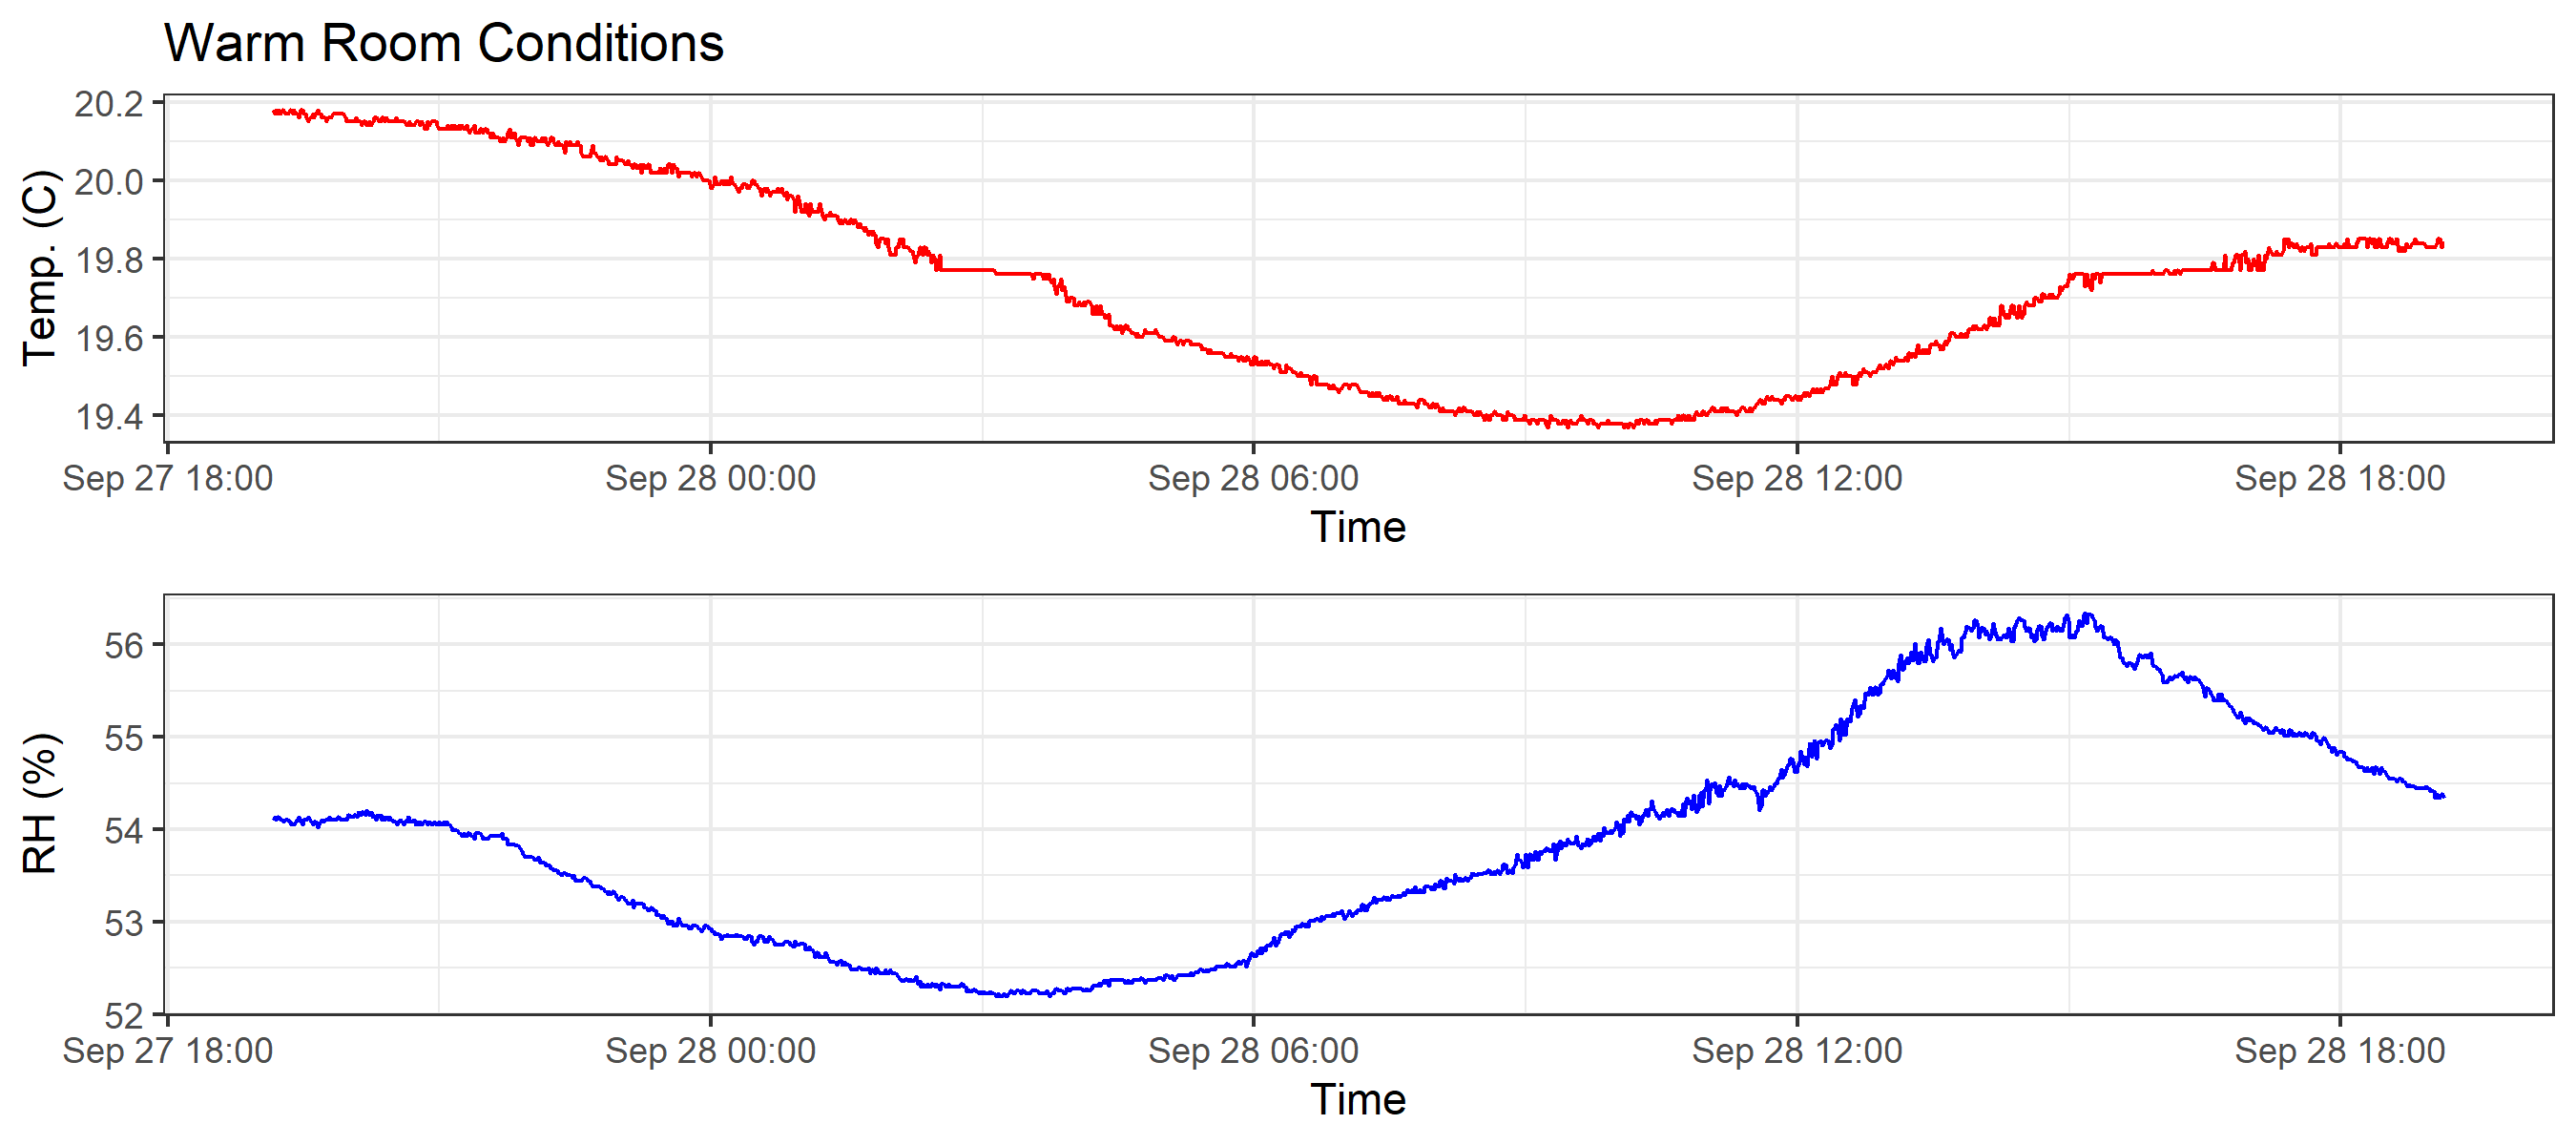 Warm Room Conditions
20.2
20.0
19.8
19.6
19.4
Temp. (C)
Sep 27 18:00 Sep 28 00:00 Sep 28 06:00 Sep 28 12:00 Sep 28 18:00
Time
56
55
54
53
52
RH (%)
Sep 27 18:00 Sep 28 00:00 Sep 28 06:00 Sep 28 12:00 Sep 28 18:00
Time